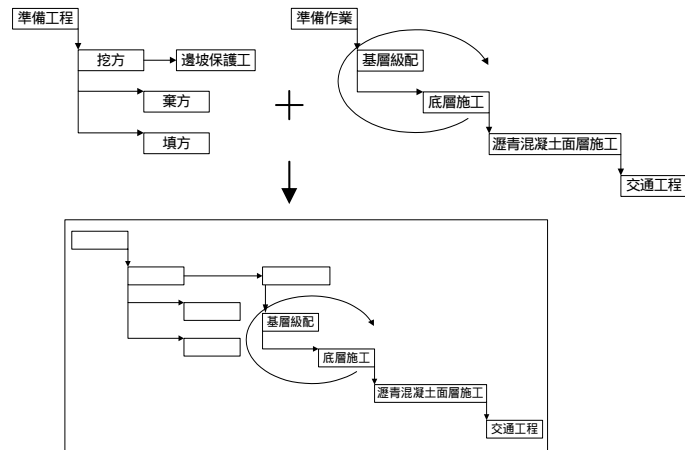 準備工程
挖方
邊坡保護工
棄方
填方
準備作業
基層級配
底層施工
瀝青混凝土面層施工
交通工程
基層級配
底層施工
瀝青混凝土面層施工
交通工程